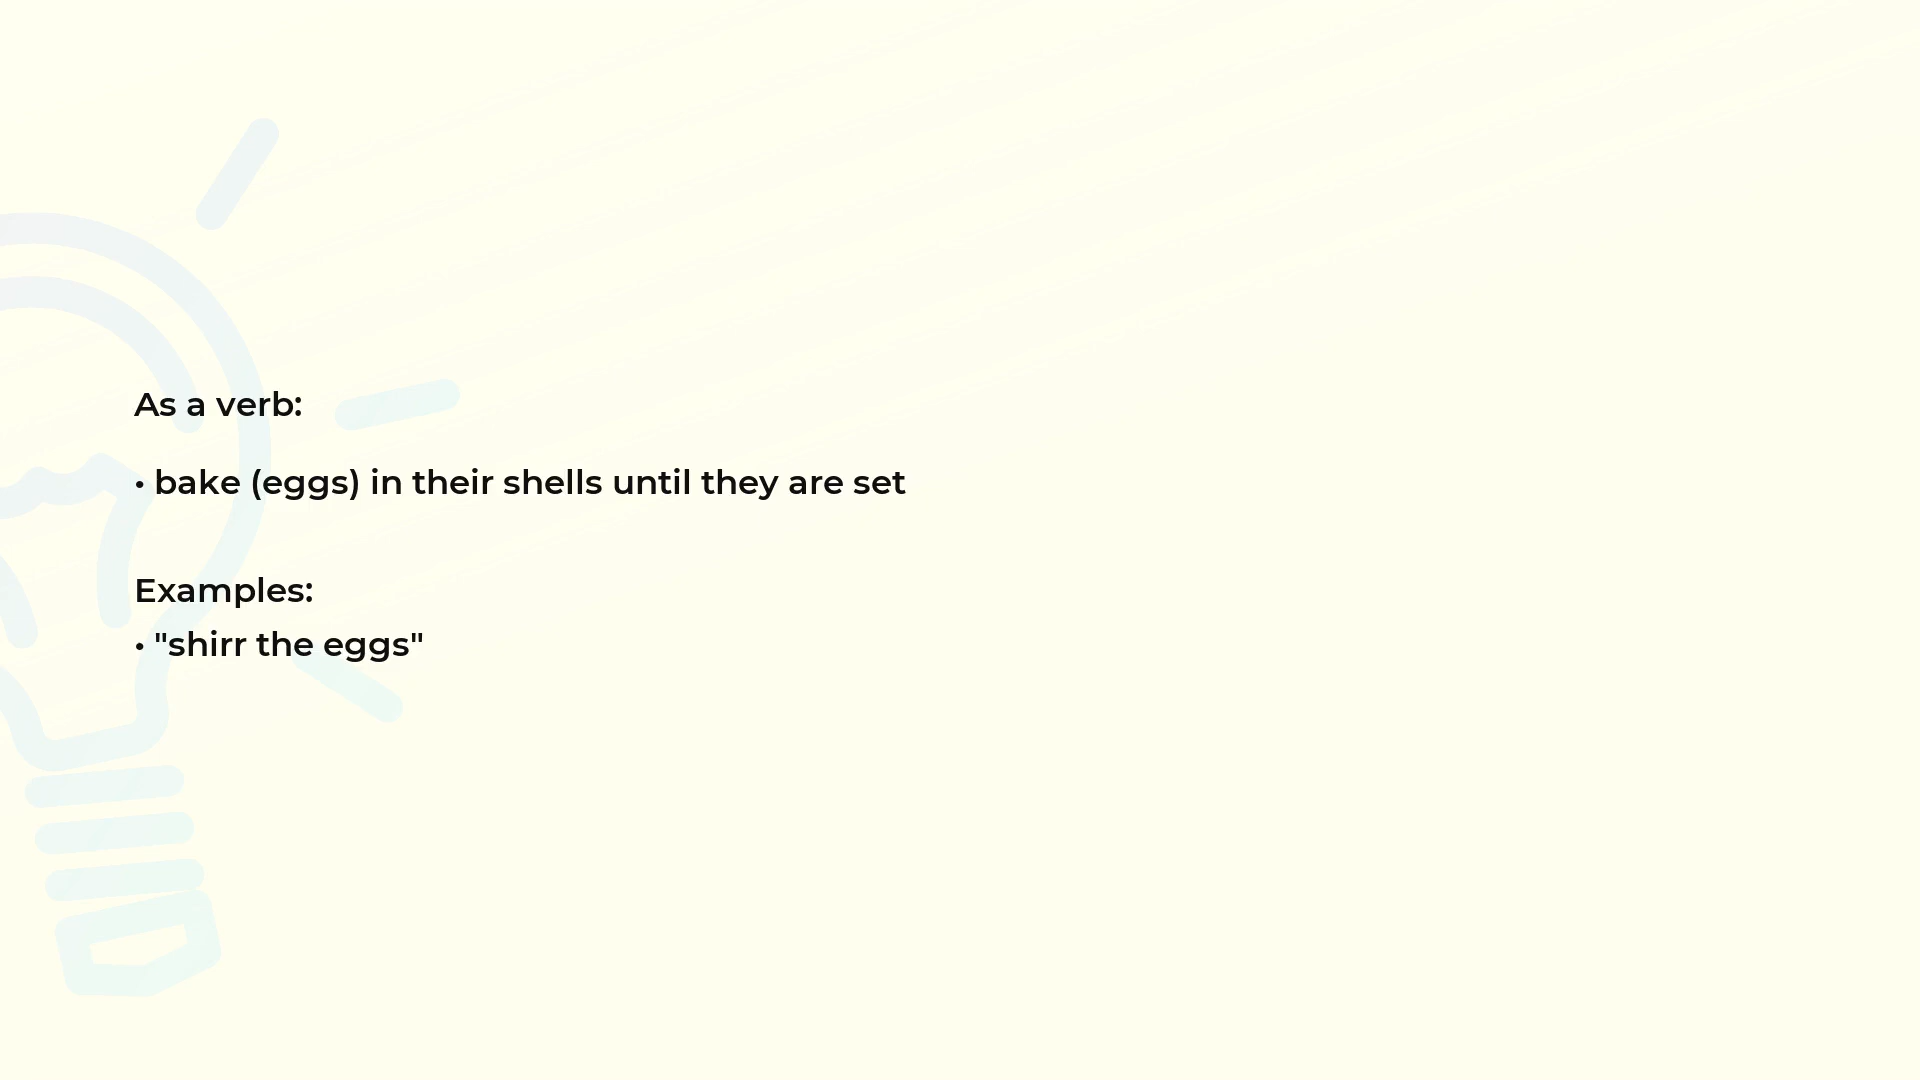 As a verb:
• bake (eggs) in their shells until they are set
Examples:
• "shirr the eggs"